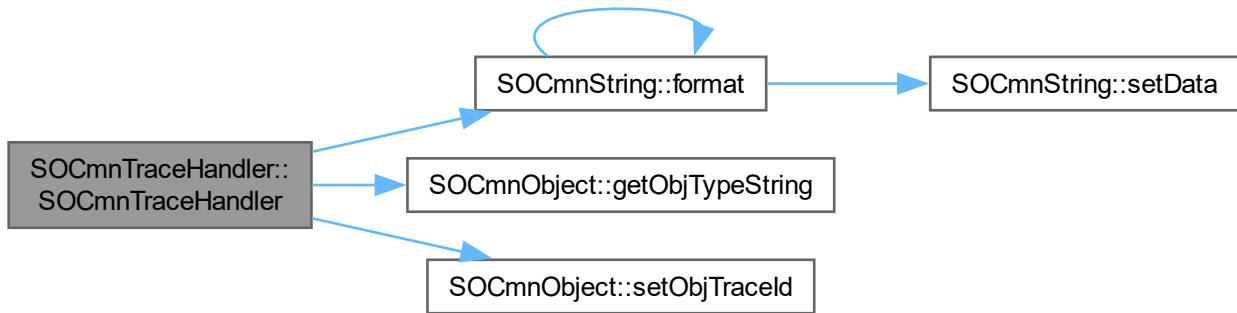 SOCmnTraceHandler::
SOCmnTraceHandler
SOCmnString::format
SOCmnString::setData
SOCmnObject::getObjTypeString
SOCmnObject::setObjTraceId